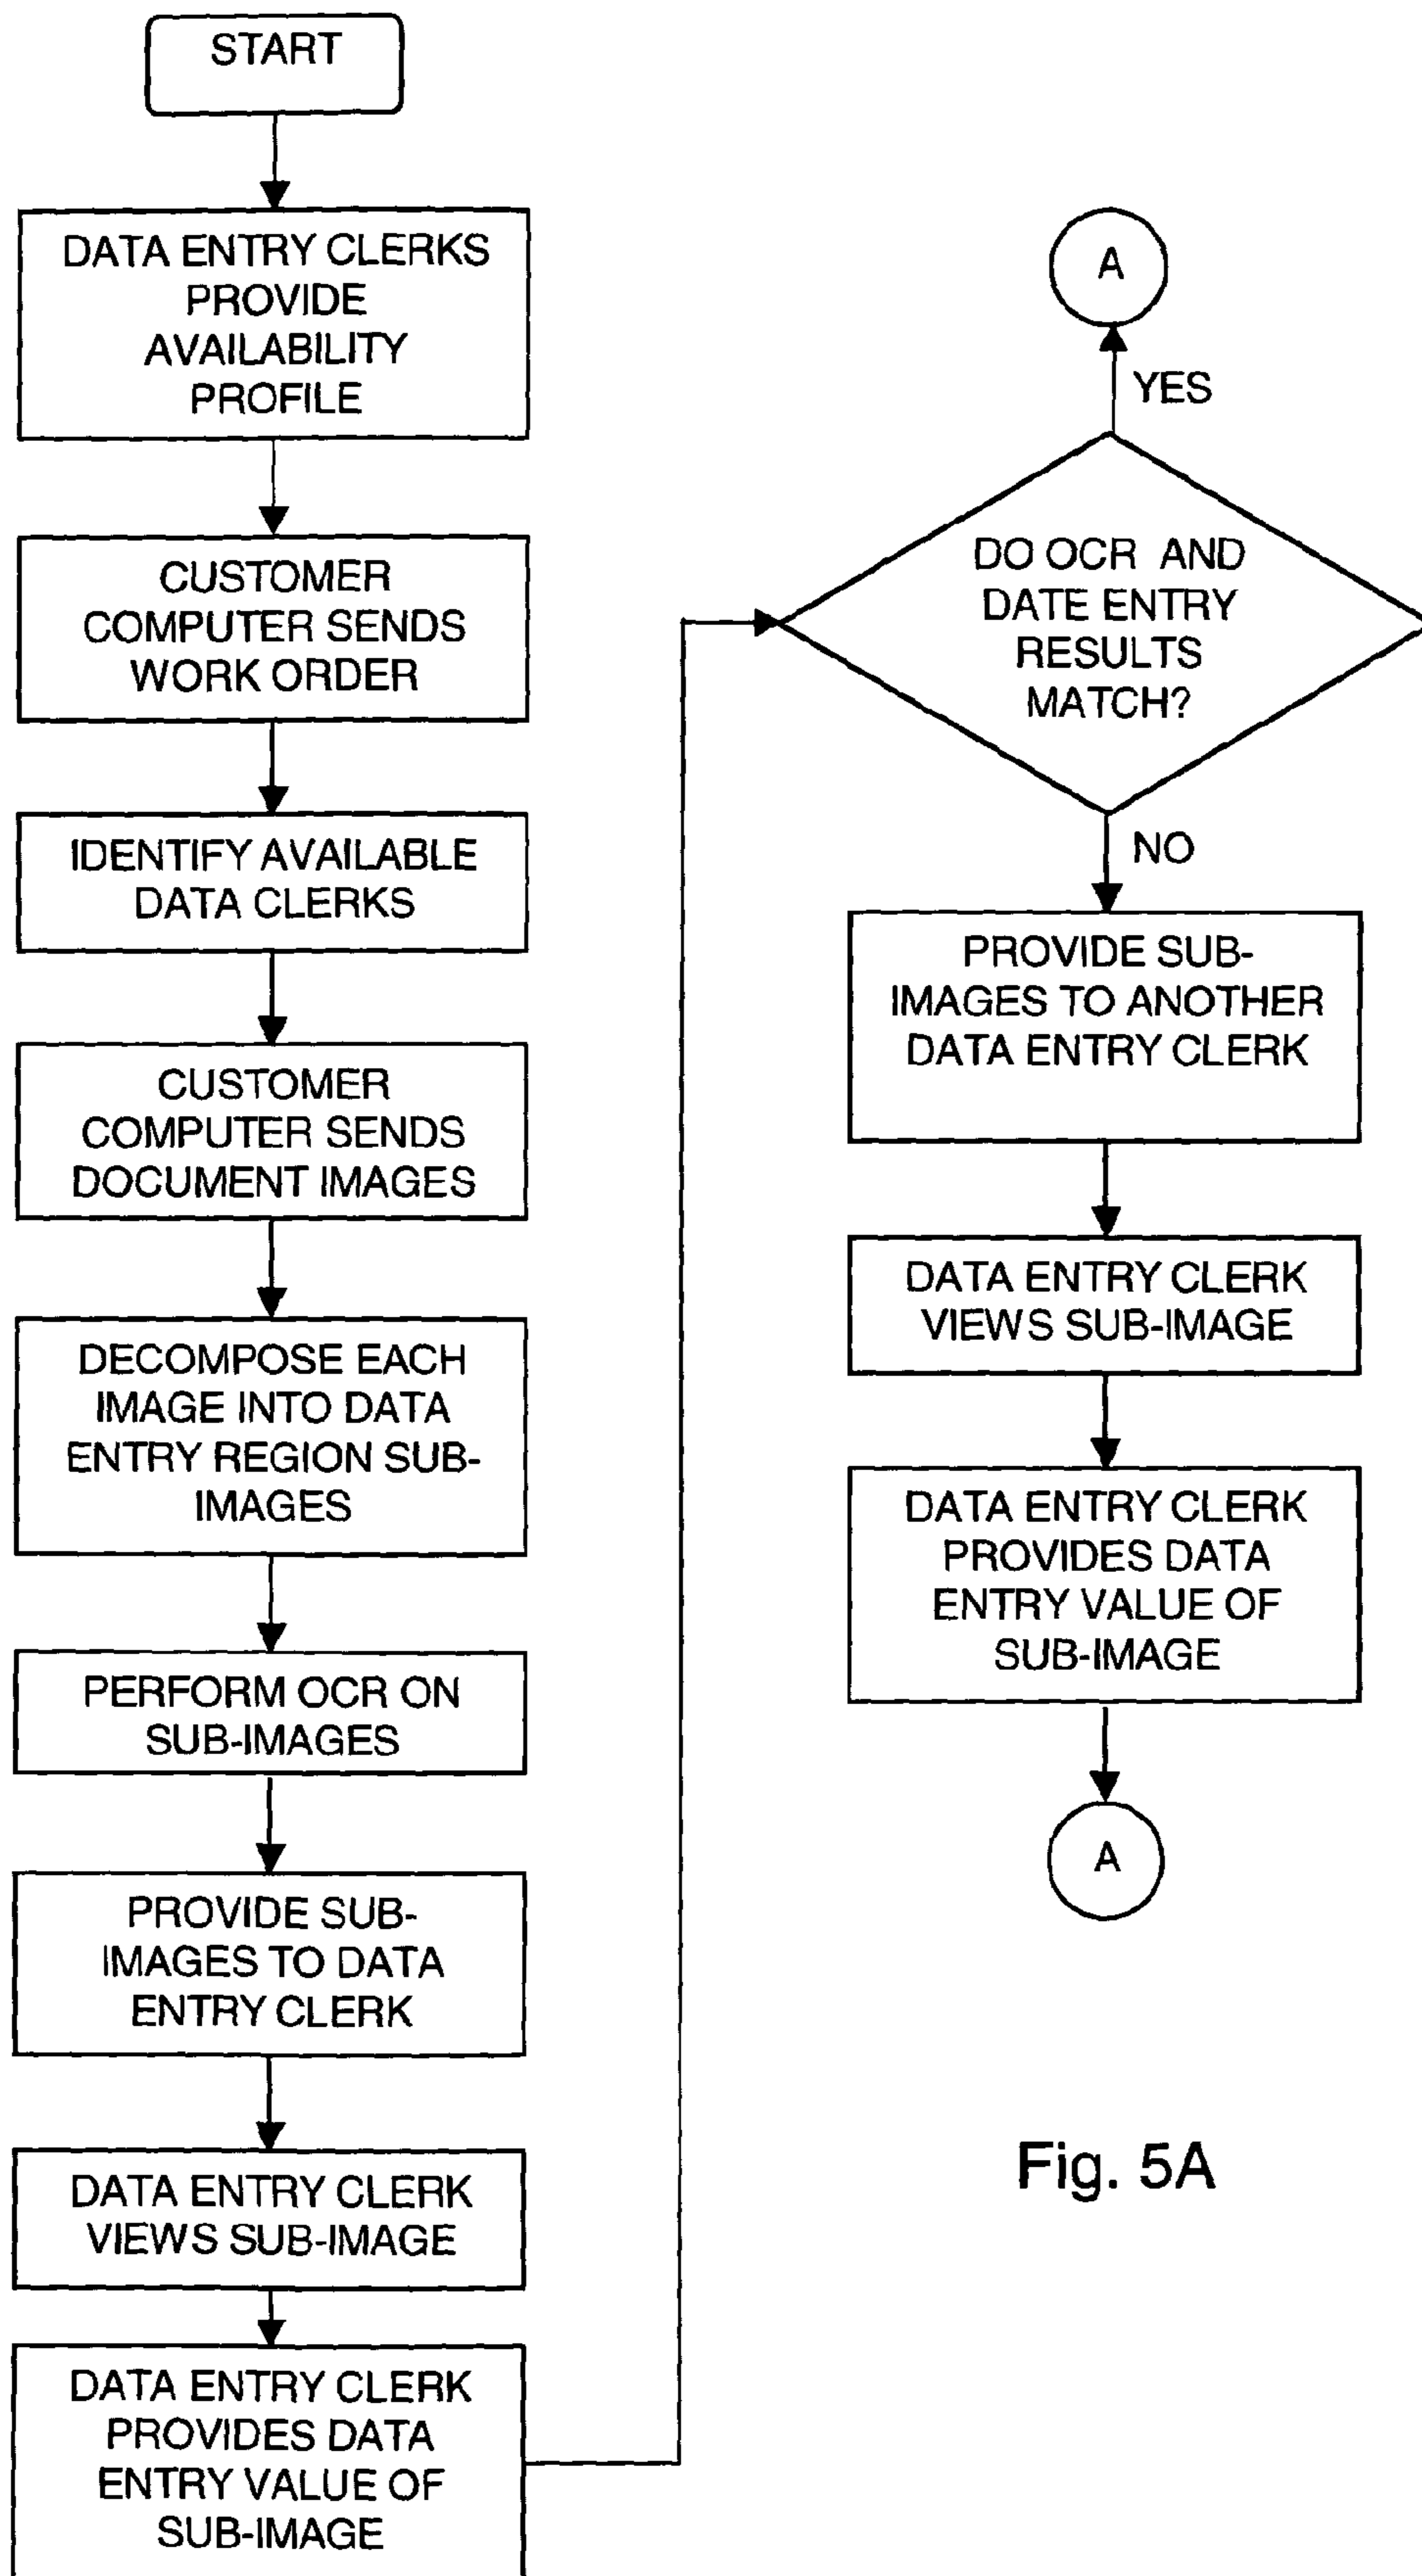 START
DATA ENTRY CLERKS
PROVIDE
AVAILABILITY
PROFILE
CUSTOMER
COMPUTER SENDS
WORK ORDER
IDENTIFY AVAILABLE
DATA CLERKS
CUSTOMER
COMPUTER SENDS
DOCUMENT IMAGES
DECOMPOSE EACH
IMAGE INTO DATA
ENTRY REGION SUB-
IMAGES
PERFORM OCR ON
SUB-IMAGES
PROVIDE SUB-
IMAGES TO DATA
ENTRY CLERK
DATA ENTRY CLERK
VIEWS SUB-IMAGE
DATA ENTRY CLERK
PROVIDES DATA
ENTRY VALUE OF
SUB-IMAGE
A
YES
DO OCR AND
DATE ENTRY
RESULTS
MATCH?
NO
PROVIDE SUB-
IMAGES TO ANOTHER
DATA ENTRY CLERK
DATA ENTRY CLERK
VIEWS SUB-IMAGE
DATA ENTRY CLERK
PROVIDES DATA
ENTRY VALUE OF
SUB-IMAGE
A
Fig. 5A